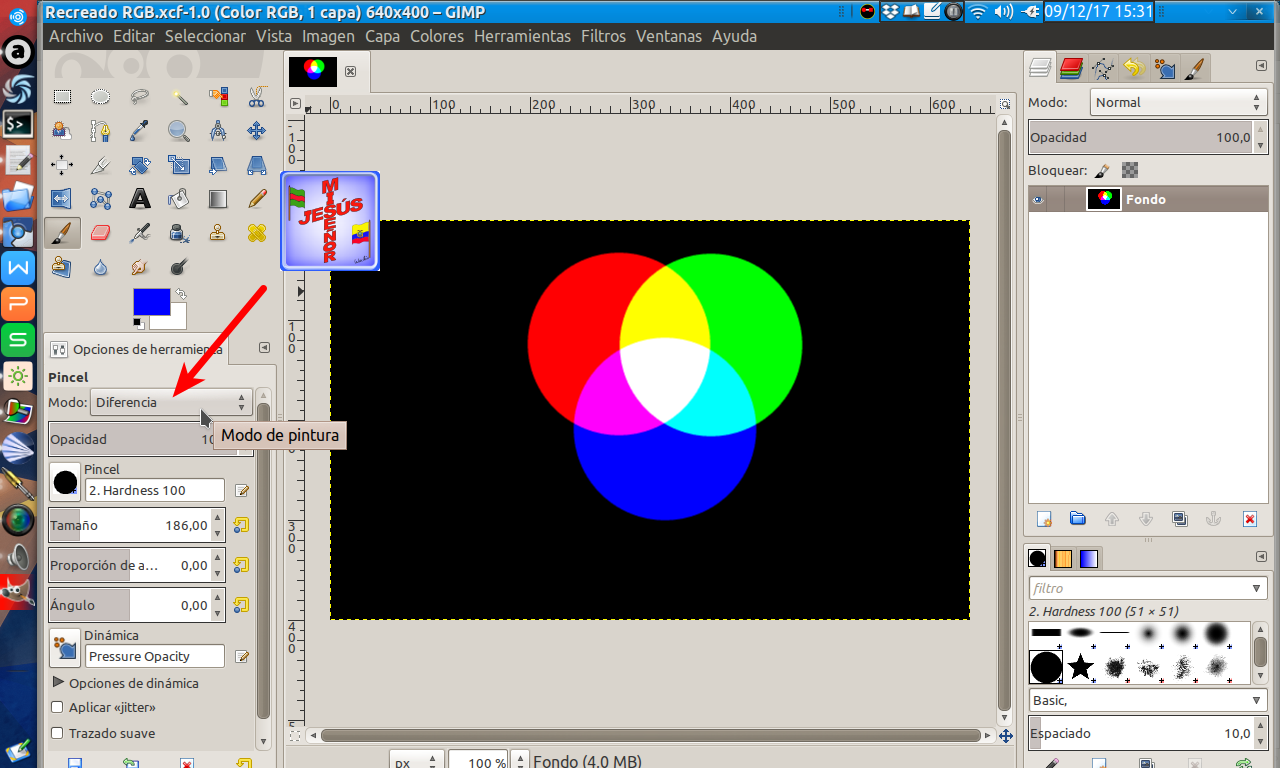 Recreado RGB.xcf-1.0 (Color RGB, 1 capa) 640x400 – GIMP
09/12/17 15:31
Archivo Editar Seleccionar Vista Imagen Capa Colores Herramientas Filtros Ventanas Ayuda
0 100 200 300 400 500 600
Modo: Normal
Opacidad 100,0
Bloquear:
Fondo
MI SEÑOR
JESÚS
100
300
400
Opciones de herramienta
Pincel
Modo: Diferencia
Opacidad 10
Modo de pintura
Pincel
2. Hardness 100
Tamaño 186,00
Proporción de a... 0,00
Ángulo 0,00
Dinámica
Pressure Opacity
Opciones de dinámica
Aplicar «jitter»
Trazado suave
filtro
2. Hardness 100 (51 × 51)
Basic,
Espaciado 10,0
px 100 % Fondo (4.0 MB)